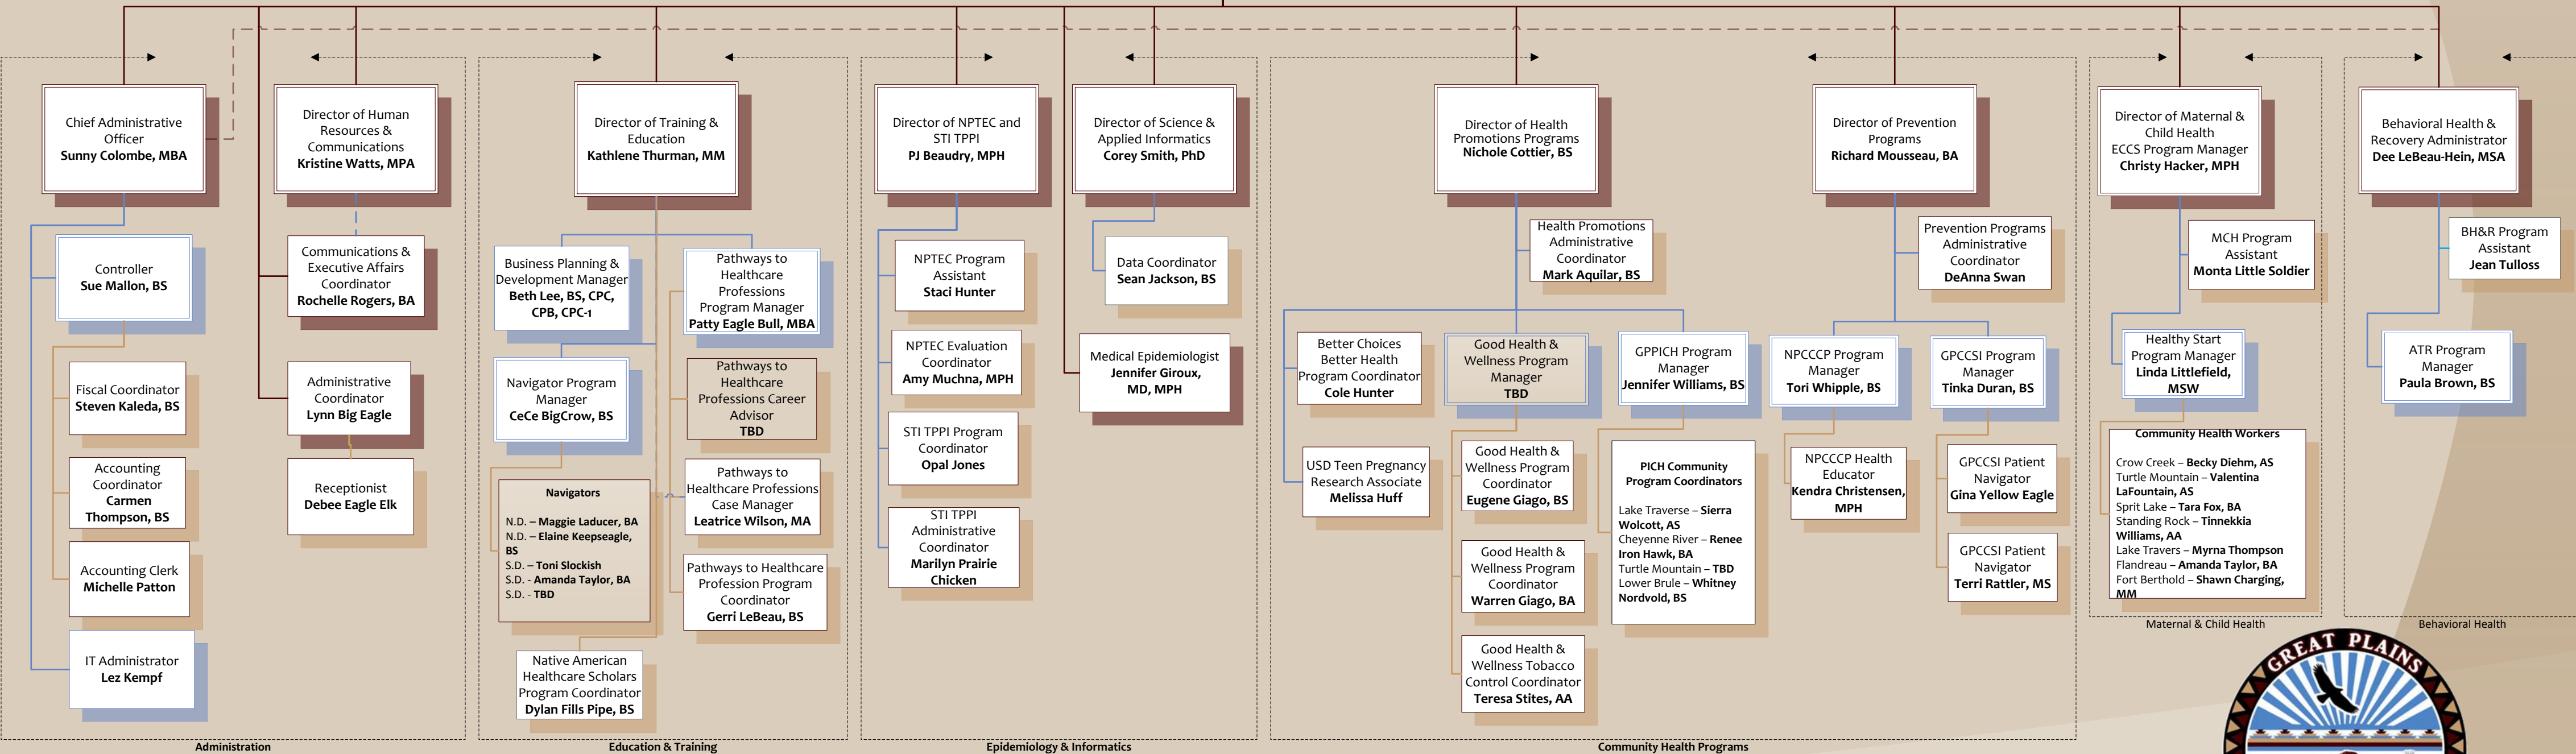 Chief Administrative
Officer
Sunny Colombe, MBA
Controller
Sue Mallon, BS
Fiscal Coordinator
Steven Kaleda, BS
Accounting
Coordinator
Carmen
Thompson, BS
Accounting Clerk
Michelle Patton
IT Administrator
Lez Kempf
Director of Human
Resources &
Communications
Kristine Watts, MPA
Communications &
Executive Affairs
Coordinator
Rochelle Rogers, BA
Administrative
Coordinator
Lynn Big Eagle
Receptionist
Debee Eagle Elk
Administration
Director of Training &
Education
Kathlene Thurman, MM
Business Planning &
Development Manager
Beth Lee, BS, CPC,
CPB, CPC-1
Navigator Program
Manager
CeCe BigCrow, BS
Navigators
N.D. – Maggie Laducer, BA
N.D. – Elaine Keepseagle,
BS
S.D. – Toni Slockish
S.D. - Amanda Taylor, BA
S.D. - TBD
Native American
Healthcare Scholars
Program Coordinator
Dylan Fills Pipe, BS
Pathways to
Healthcare
Professions
Program Manager
Patty Eagle Bull, MBA
Pathways to
Healthcare
Professions Career
Advisor
TBD
Pathways to
Healthcare Professions
Case Manager
Leatrice Wilson, MA
Pathways to Healthcare
Profession Program
Coordinator
Gerri LeBeau, BS
Education & Training
Director of NPTEC and
STI TPPI
PJ Beaudry, MPH
NPTEC Program
Assistant
Staci Hunter
NPTEC Evaluation
Coordinator
Amy Muchna, MPH
STI TPPI Program
Coordinator
Opal Jones
STI TPPI
Administrative
Coordinator
Marilyn Prairie
Chicken
Director of Science &
Applied Informatics
Corey Smith, PhD
Data Coordinator
Sean Jackson, BS
Medical Epidemiologist
Jennifer Giroux,
MD, MPH
Epidemiology & Informatics
Director of Health
Promotions Programs
Nichole Cottier, BS
Health Promotions
Administrative
Coordinator
Mark Aquilar, BS
Better Choices
Better Health
Program Coordinator
Cole Hunter
USD Teen Pregnancy
Research Associate
Melissa Huff
Good Health &
Wellness Program
Manager
TBD
Good Health &
Wellness Program
Coordinator
Eugene Giago, BS
Good Health &
Wellness Program
Coordinator
Warren Giago, BA
Good Health &
Wellness Tobacco
Control Coordinator
Teresa Stites, AA
GPPICH Program
Manager
Jennifer Williams, BS
PICH Community
Program Coordinators
Lake Traverse – Sierra
Wolcott, AS
Cheyenne River – Renee
Iron Hawk, BA
Turtle Mountain – TBD
Lower Brule – Whitney
Nordvold, BS
Director of Prevention
Programs
Richard Mousseau, BA
Prevention Programs
Administrative
Coordinator
DeAnna Swan
NPCCCP Program
Manager
Tori Whipple, BS
NPCCCP Health
Educator
Kendra Christensen,
MPH
GPCCSI Program
Manager
Tinka Duran, BS
GPCCSI Patient
Navigator
Gina Yellow Eagle
GPCCSI Patient
Navigator
Terri Rattler, MS
Community Health Programs
Director of Maternal &
Child Health
ECCS Program Manager
Christy Hacker, MPH
MCH Program
Assistant
Monta Little Soldier
Healthy Start
Program Manager
Linda Littlefield,
MSW
Community Health Workers
Crow Creek – Becky Diehm, AS
Turtle Mountain – Valentina
LaFountain, AS
Sprit Lake – Tara Fox, BA
Standing Rock – Tinnekkia
Williams, AA
Lake Travers – Myrna Thompson
Flandreau – Amanda Taylor, BA
Fort Berthold – Shawn Charging,
MM
Maternal & Child Health
Behavioral Health &
Recovery Administrator
Dee LeBeau-Hein, MSA
BH&R Program
Assistant
Jean Tulloss
ATR Program
Manager
Paula Brown, BS
Behavioral Health
GREAT PLAINS